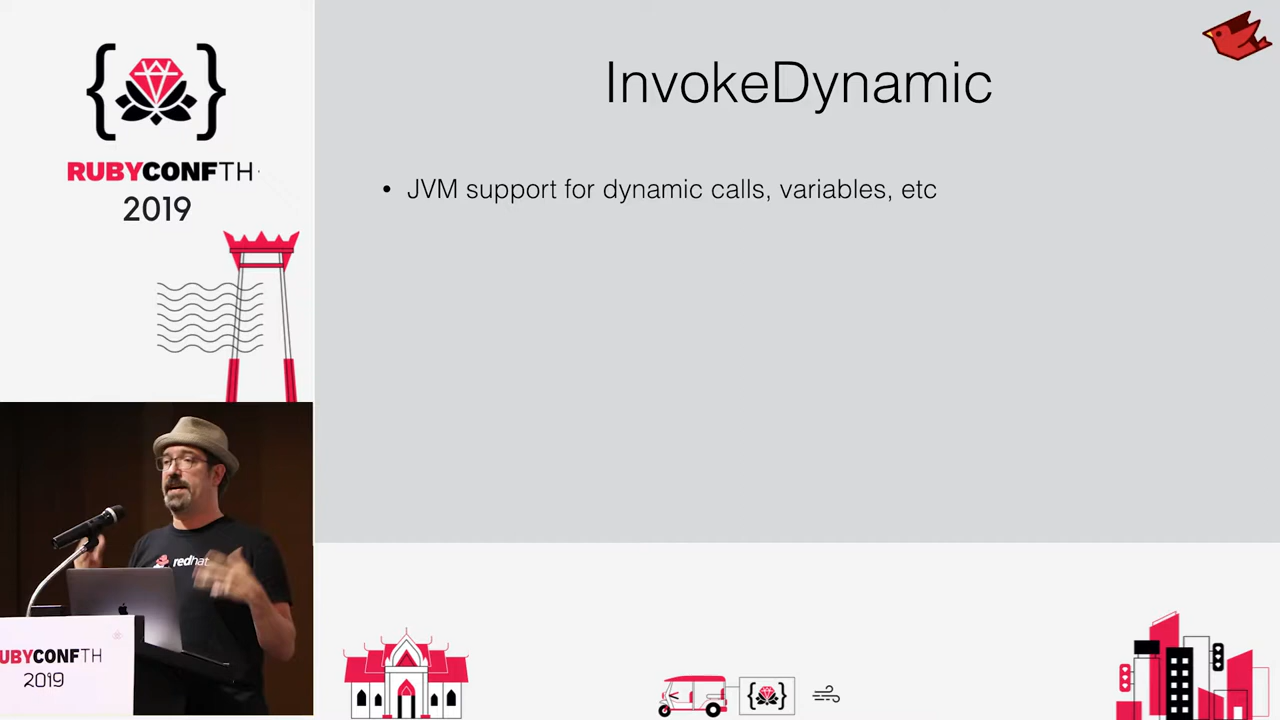 RUBYCONFTH
2019
InvokeDynamic
• JVM support for dynamic calls, variables, etc
redhat
UBYCONFTH
2019